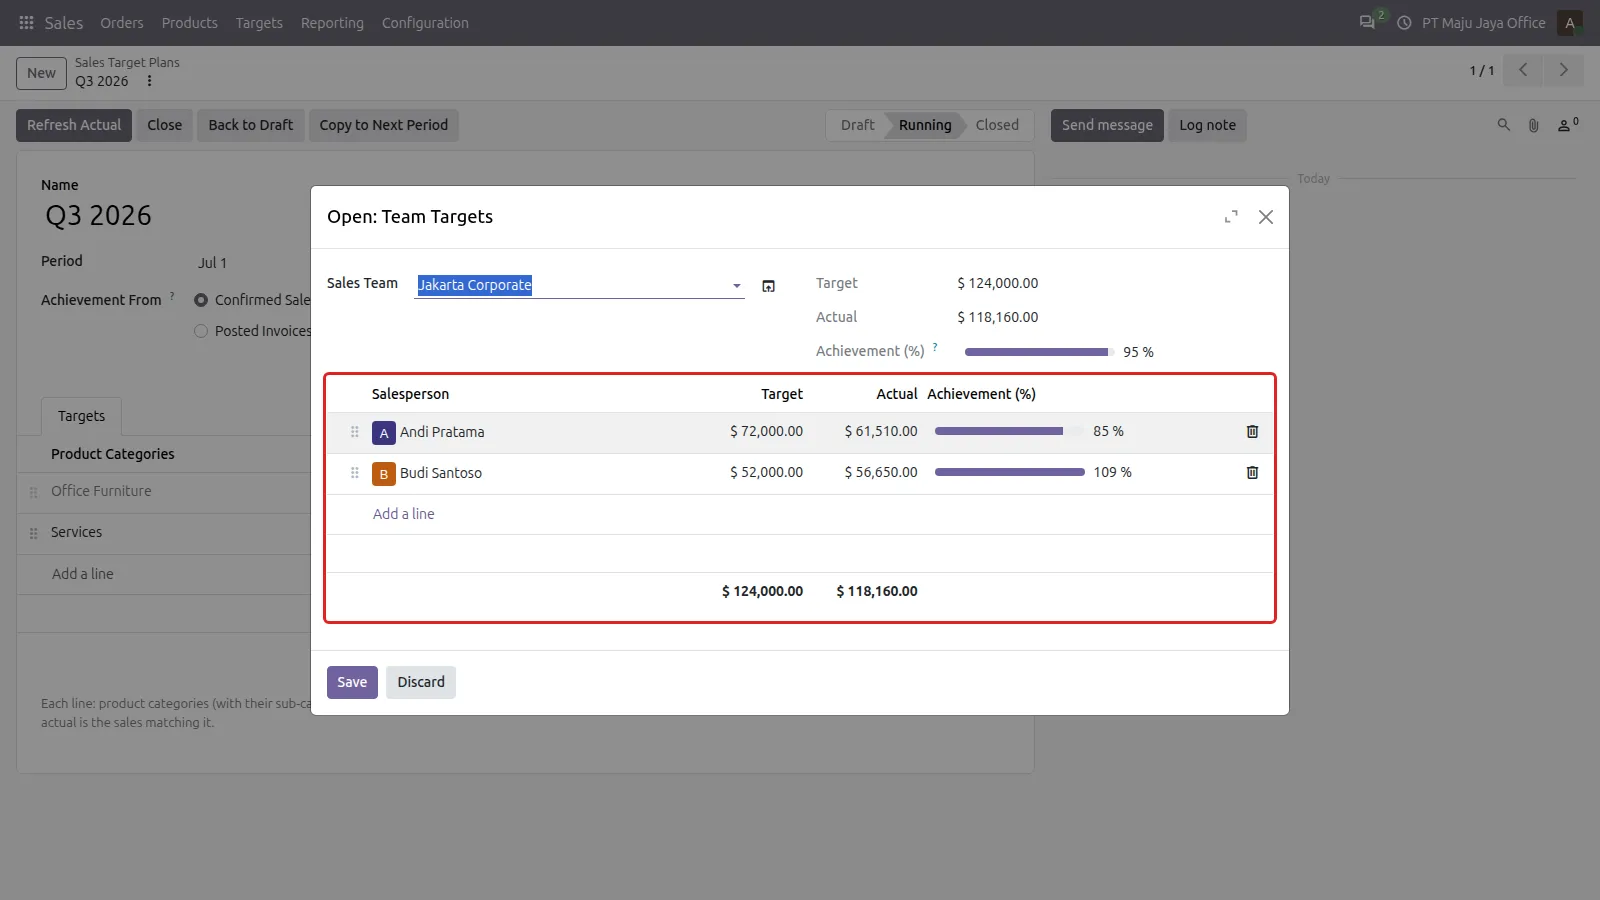 Sales Orders Products Targets Reporting Configuration 2 PT Maju Jaya Office A
New Sales Target Plans
Q3 2026
1 / 1
Refresh Actual Close Back to Draft Copy to Next Period Draft Running Closed Send message Log note 0
Today
Name
Q3 2026
Period Jul 1
Achievement From ? Confirmed Sale
Posted Invoices
Targets
Product Categories
Office Furniture
Services
Add a line
Each line: product categories (with their sub-ca
actual is the sales matching it.
Open: Team Targets
Sales Team Jakarta Corporate
Target $ 124,000.00
Actual $ 118,160.00
Achievement (%) ? 95 %
Salesperson Target Actual Achievement (%)
A Andi Pratama $ 72,000.00 $ 61,510.00 85 %
B Budi Santoso $ 52,000.00 $ 56,650.00 109 %
Add a line
$ 124,000.00 $ 118,160.00
Save Discard